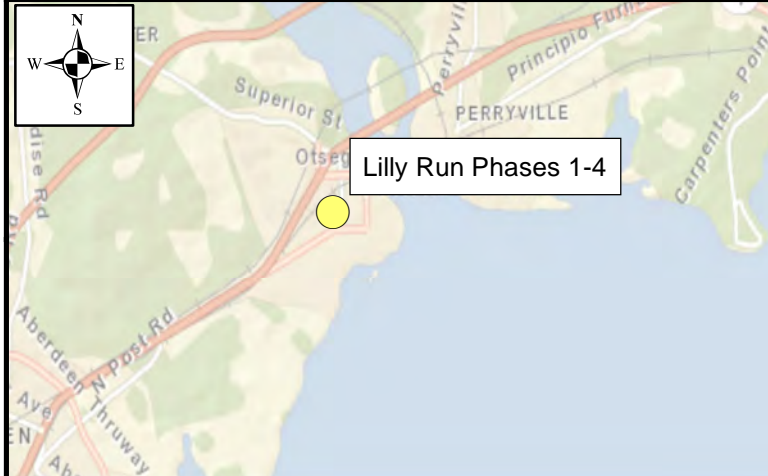 N
W E
S
ER
Superior St
Otseg
Lilly Run Phases 1-4
Perryvil
Principio Furn
PERRYVILLE
Carpenters Point
dise Rd
Rd
N Post Rd
Aberdeen Thruway
Ave
EN
Ab